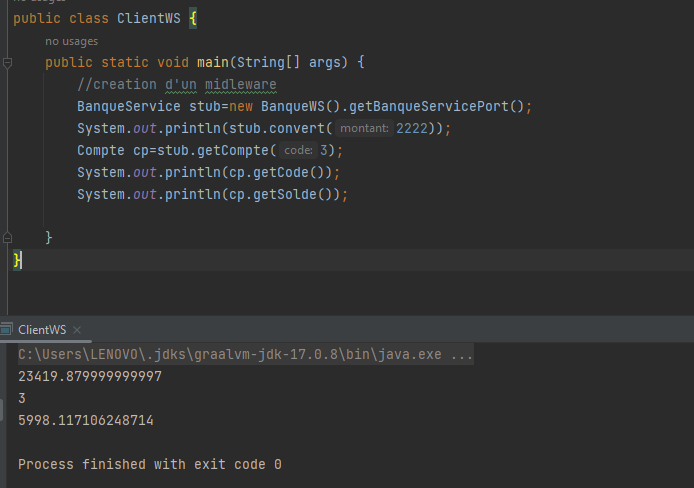 no usages
public class ClientWS {
no usages
public static void main(String[] args) {
//creation d'un midleware
BanqueService stub=new BanqueWS().getBanqueServicePort();
System.out.println(stub.convert( montant: 2222));
Compte cp=stub.getCompte( code: 3);
System.out.println(cp.getCode());
System.out.println(cp.getSolde());
}
}
ClientWS ×
C:\Users\LENOVO\.jdks\graalvm-jdk-17.0.8\bin\java.exe ...
23419.879999999997
3
5998.117106248714
Process finished with exit code 0